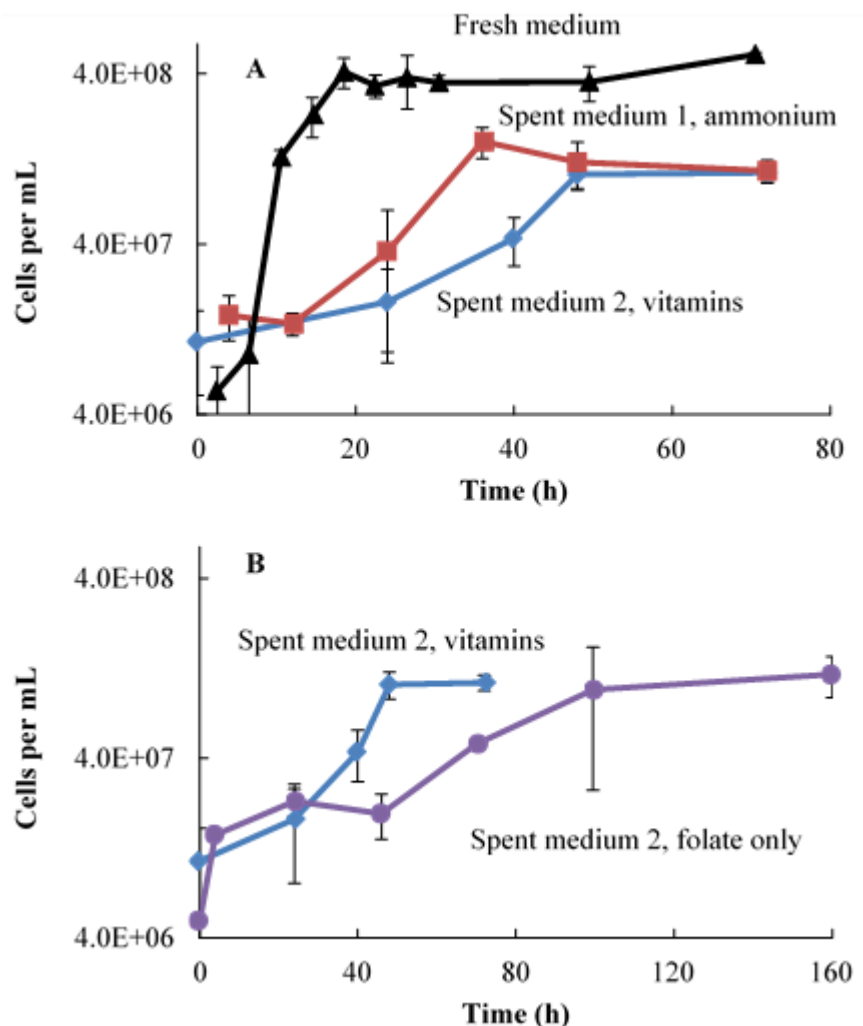 Fresh medium
A
4.0E+08
Spent medium 1, ammonium
4.0E+07
Spent medium 2, vitamins
4.0E+06
Cells per mL
0 20 40 60 80
Time (h)
B
4.0E+08
Spent medium 2, vitamins
4.0E+07
Spent medium 2, folate only
4.0E+06
Cells per mL
0 40 80 120 160
Time (h)